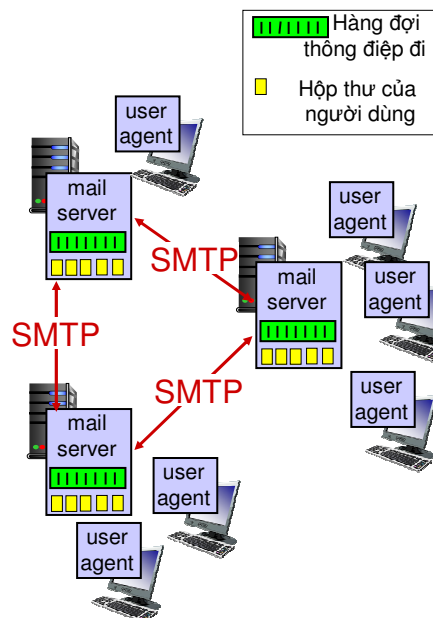 Hàng đợi
thông điệp đi
Hộp thư của
người dùng
user
agent
mail
server
SMTP
mail
server
user
agent
user
agent
SMTP
SMTP
user
agent
mail
server
user
agent
user
agent